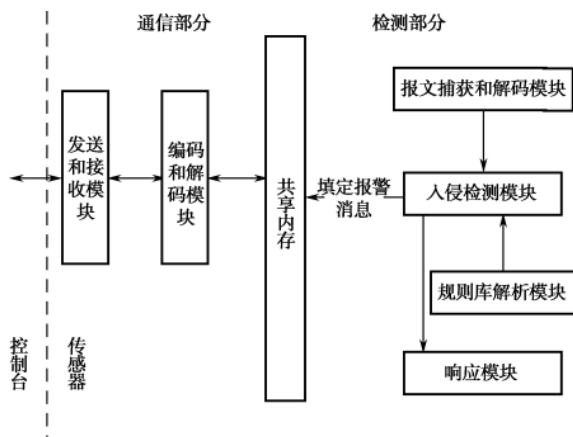 通信部分
检测部分
报文捕获和解码模块
发送
和接
收模
块
编码
和解
码模
块
共享内存
填定报警
消息
入侵检测模块
规则库解析模块
控制台
传感器
响应模块